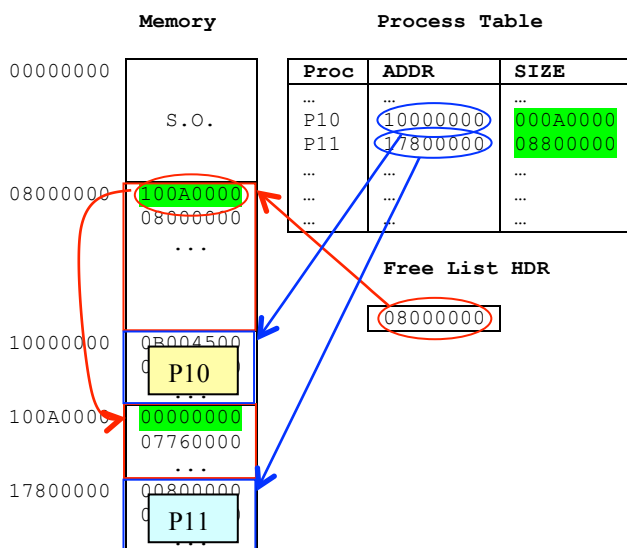 Memory
Process Table
00000000
S.O.
Proc ADDR SIZE
… … …
P10 10000000 000A0000
P11 17800000 08800000
… … …
… … …
… … …
08000000
100A0000
08000000
...
Free List HDR
08000000
10000000
0B004500
P10
...
100A0000
00000000
07760000
...
17800000
00800000
P11
...